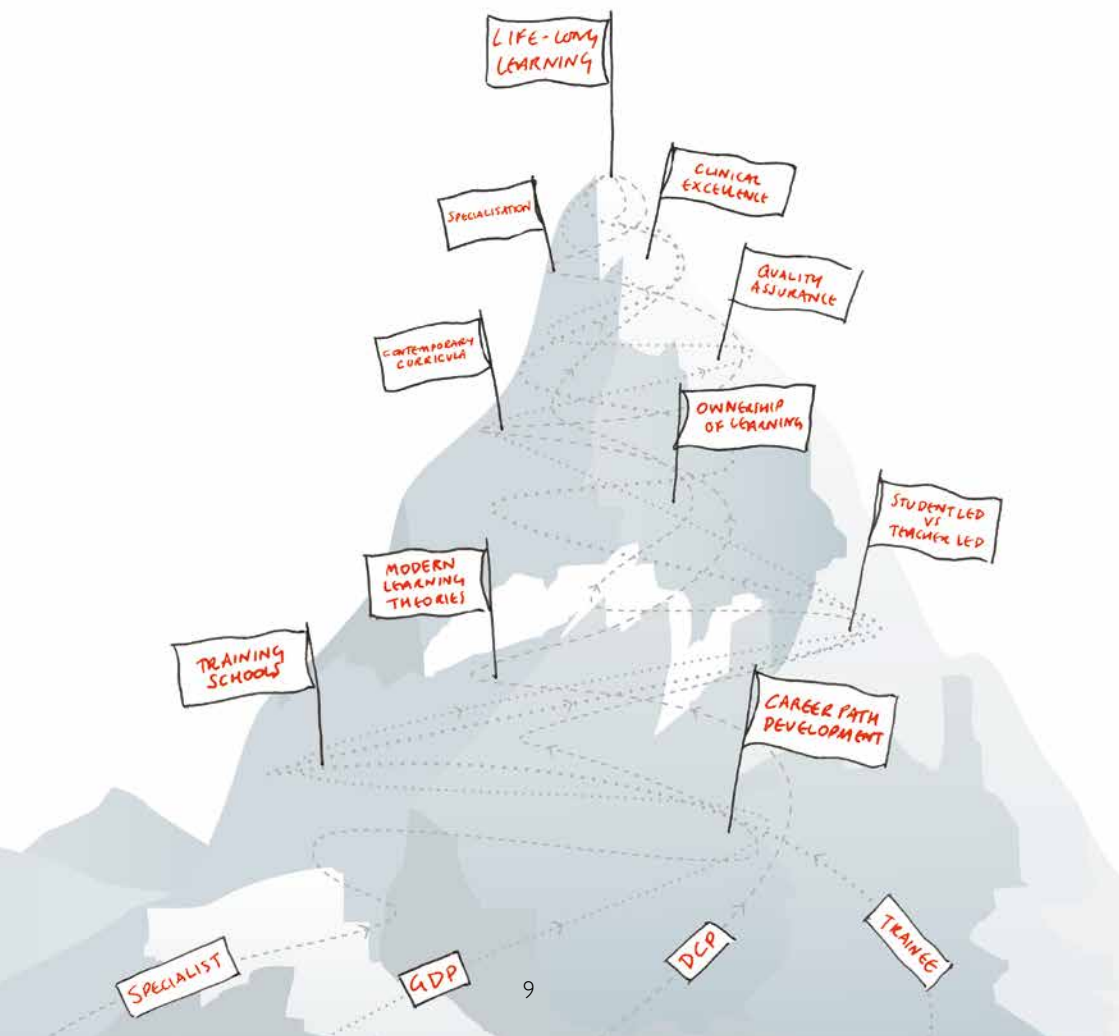 LIFE-LONG
LEARNING
CLINICAL
EXCELLENCE
SPECIALISATION
QUALITY
ASSURANCE
CONTEMPORARY
CURRICULA
OWNERSHIP
OF LEARNING
STUDENT LED
VS
TEACHER LED
MODERN
LEARNING
THEORIES
TRAINING
SCHOOLS
CAREER PATH
DEVELOPMENT
SPECIALIST
GDP
DCP
TRAINEE
9